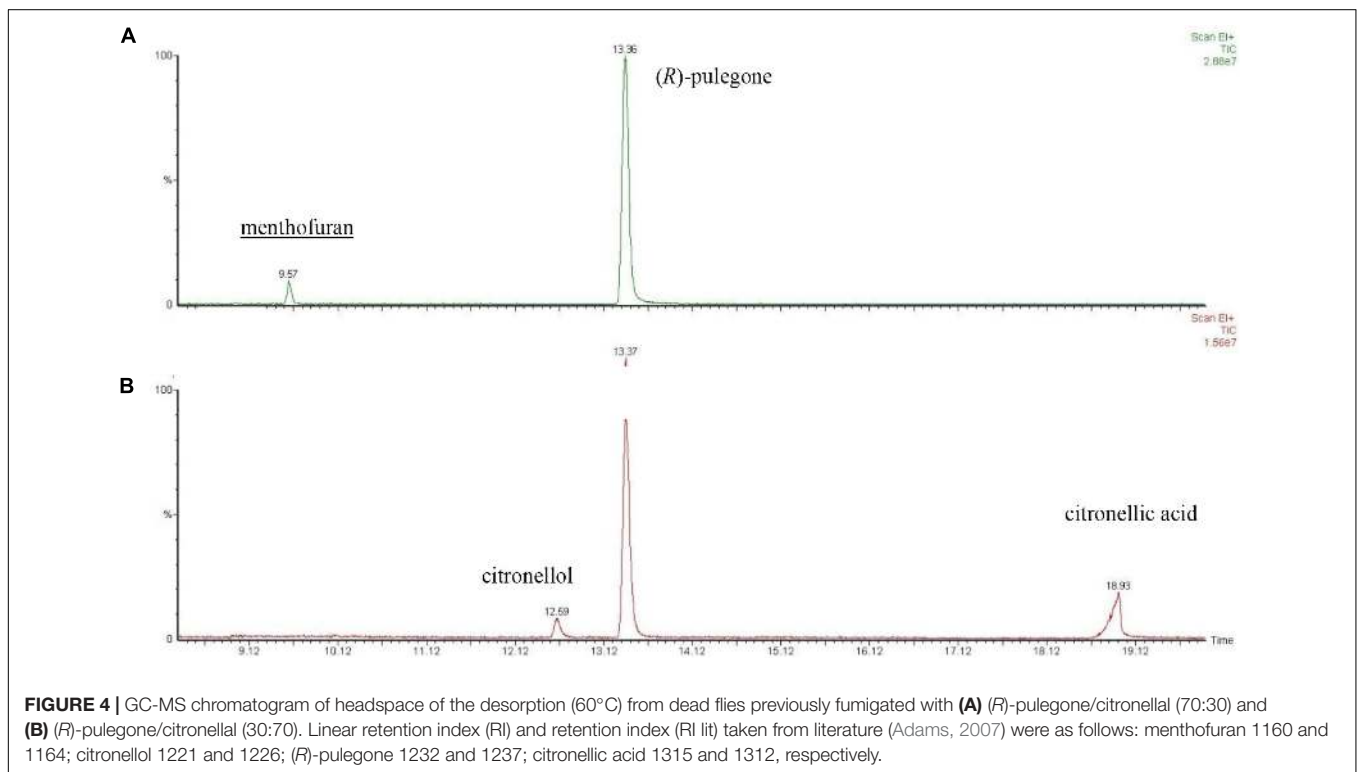 A
Scan EI+
TIC
2.88e7
100
13.36
(R)-pulegone
%
menthofuran
9.57
0
Scan EI+
TIC
1.56e7
13.37
B
100
%
citronellic acid
citronellol
12.59
18.93
0
Time
9.12 10.12 11.12 12.12 13.12 14.12 15.12 16.12 17.12 18.12 19.12
FIGURE 4 | GC-MS chromatogram of headspace of the desorption (60°C) from dead flies previously fumigated with (A) (R)-pulegone/citronellal (70:30) and
(B) (R)-pulegone/citronellal (30:70). Linear retention index (RI) and retention index (RI lit) taken from literature (Adams, 2007) were as follows: menthofuran 1160 and
1164; citronellol 1221 and 1226; (R)-pulegone 1232 and 1237; citronellic acid 1315 and 1312, respectively.